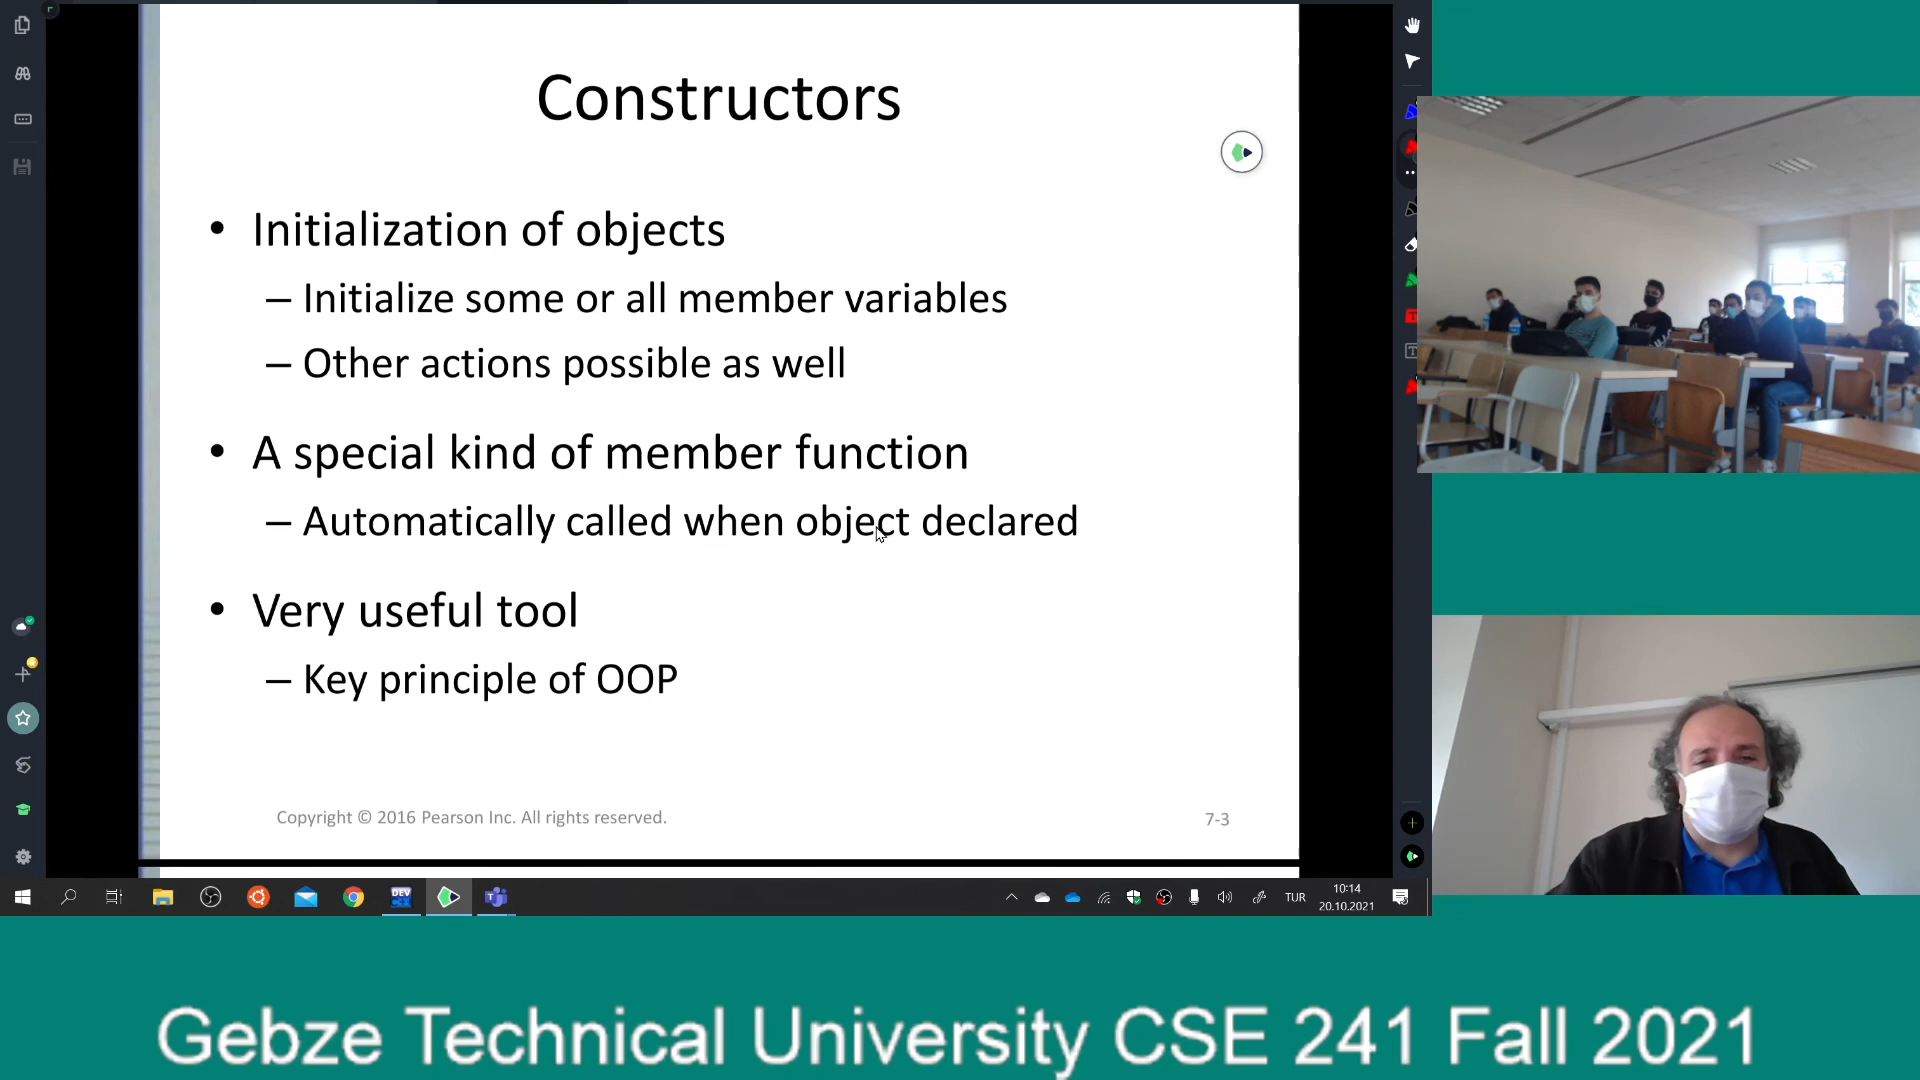 Constructors
• Initialization of objects
– Initialize some or all member variables
– Other actions possible as well
• A special kind of member function
– Automatically called when object declared
• Very useful tool
– Key principle of OOP
Copyright © 2016 Pearson Inc. All rights reserved.
7-3
DEV
TUR
10:14
20.10.2021
Gebze Technical University CSE 241 Fall 2021